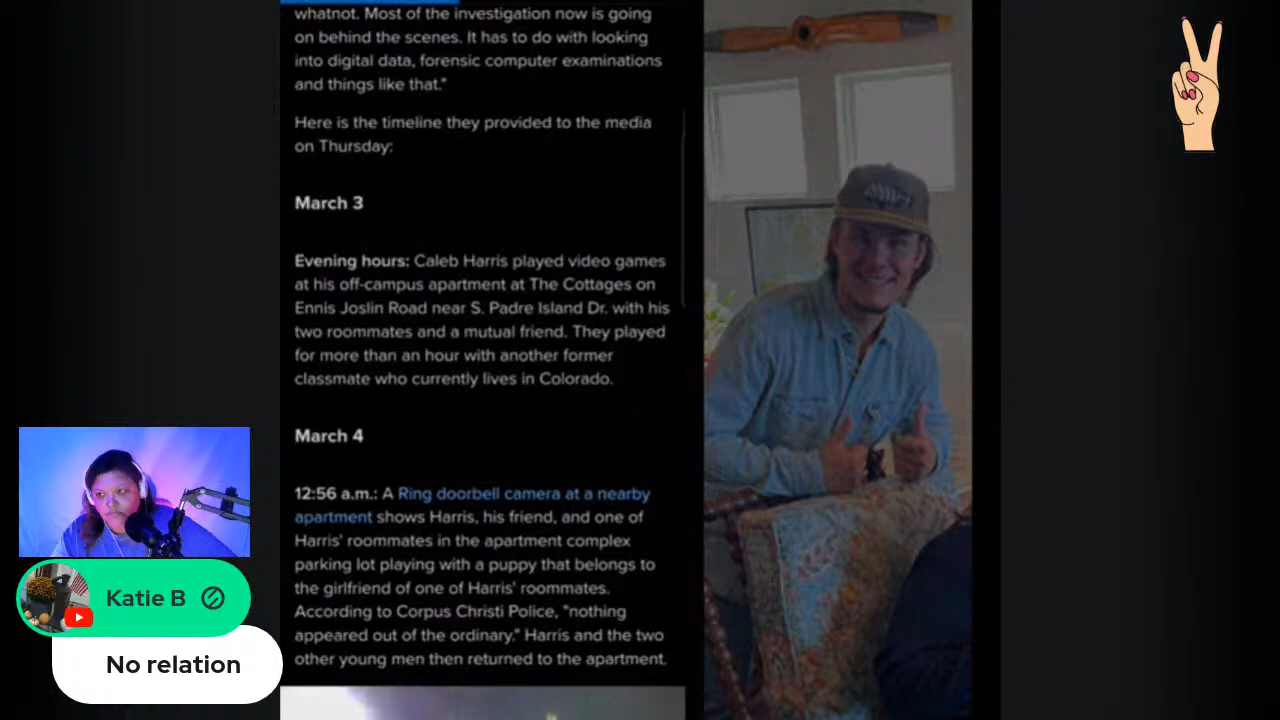 whatnot. Most of the investigation now is going
on behind the scenes. It has to do with looking
into digital data, forensic computer examinations
and things like that."
Here is the timeline they provided to the media
on Thursday:
March 3
Evening hours: Caleb Harris played video games
at his off-campus apartment at The Cottages on
Ennis Joslin Road near S. Padre Island Dr. with his
two roommates and a mutual friend. They played
for more than an hour with another former
classmate who currently lives in Colorado.
March 4
12:56 a.m.: A Ring doorbell camera at a nearby
apartment shows Harris, his friend, and one of
Harris' roommates in the apartment complex
parking lot playing with a puppy that belongs to
the girlfriend of one of Harris' roommates.
According to Corpus Christi Police, "nothing
appeared out of the ordinary." Harris and the two
other young men then returned to the apartment.
Katie B
No relation